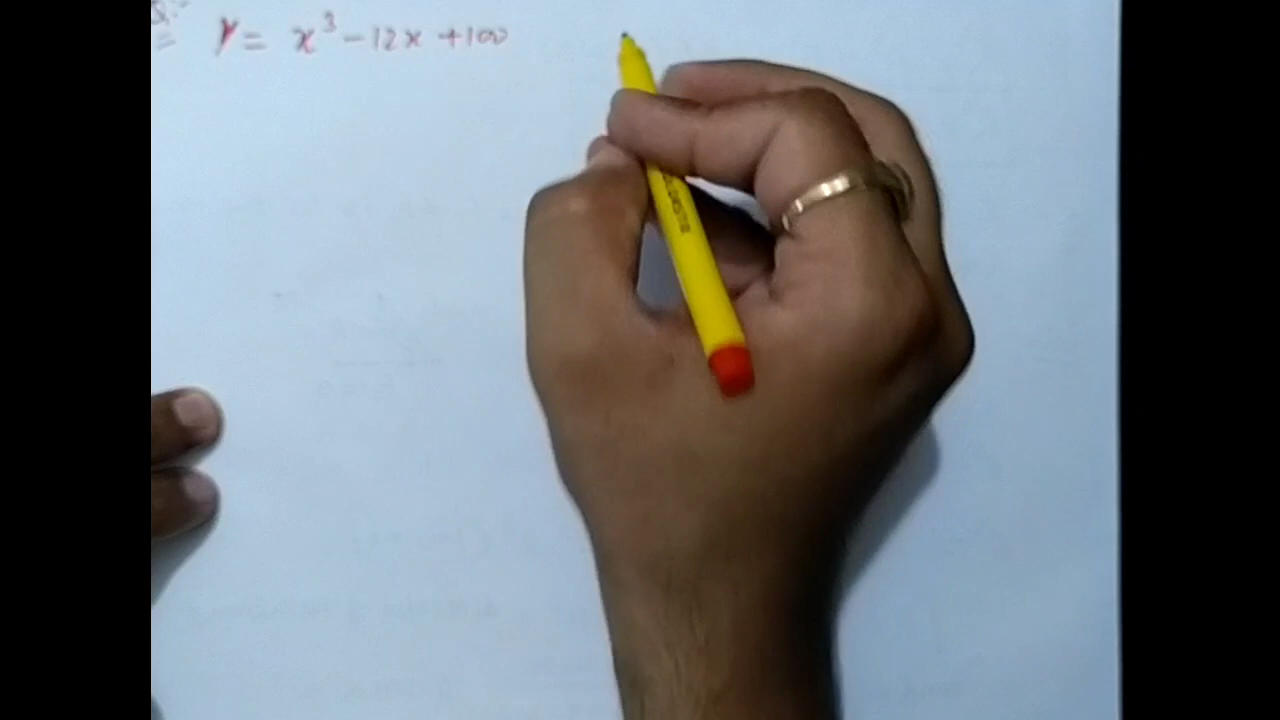 Q:-
y = x³ - 12x + 100